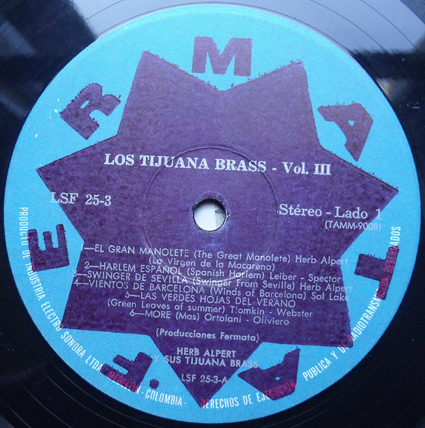 FERMATA
LOS TIJUANA BRASS - Vol. III
LSF 25-3
Stéreo - Lado 1
(TAMM-9008)
1—EL GRAN MANOLETE (The Great Manolete) Herb Alpert
(La Virgen de la Macarena)
2—HARLEM ESPAÑOL (Spanish Harlem) Leiber - Spector
3—SWINGER DE SEVILLA (Swinger From Seville) Herb Alpert
4—VIENTOS DE BARCELONA (Winds of Barcelona) Sol Lake
5—LAS VERDES HOJAS DEL VERANO
(Green Leaves of summer) Tiomkin - Webster
6—MORE (Mas) Ortolani - Oliviero
(Producciones Fermata)
HERB ALPERT
Y SUS TIJUANA BRASS
LSF 25-3-A
PRODUCTO DE INDUSTRIA ELECTRO SONORA LTDA. MEDELLIN - COLOMBIA - DERECHOS DE EJECUCION PUBLICA Y DE RADIOTRANSMISION